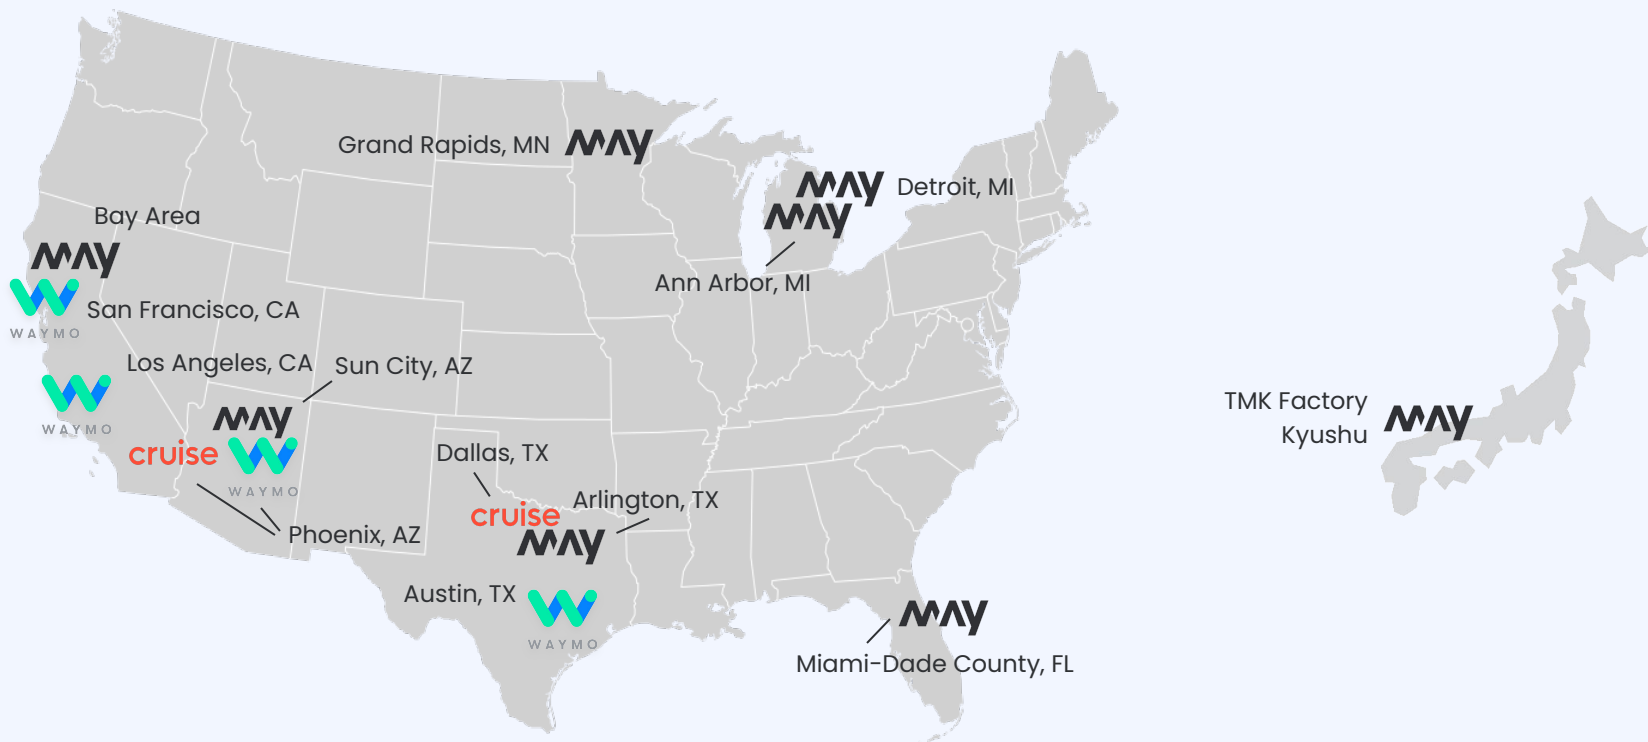 Grand Rapids, MN
MAY
MAY
Detroit, MI
MAY
Ann Arbor, MI
Bay Area
MAY
WAYMO
San Francisco, CA
Los Angeles, CA
WAYMO
Sun City, AZ
MAY
cruise
WAYMO
Phoenix, AZ
Dallas, TX
cruise
Arlington, TX
MAY
Austin, TX
WAYMO
MAY
Miami-Dade County, FL
TMK Factory
Kyushu
MAY